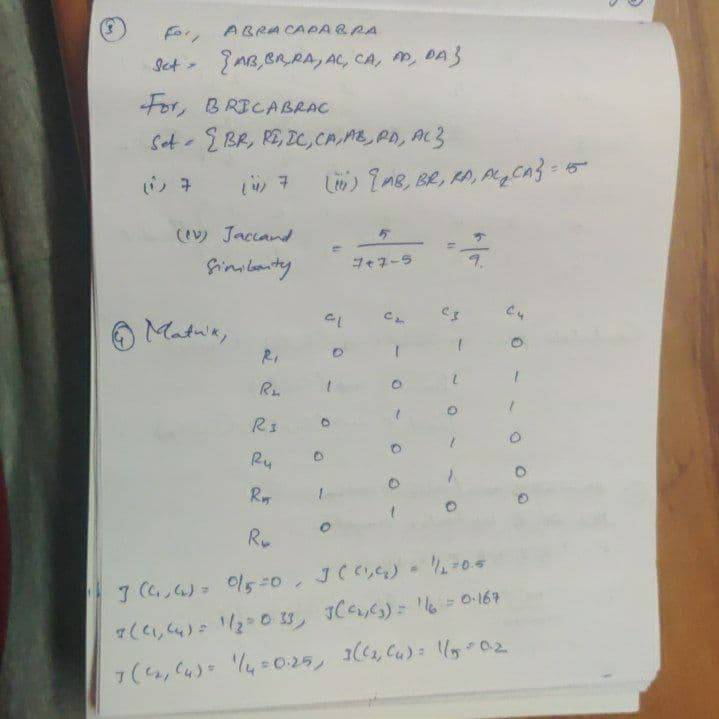 ③ For, ABRACADABRA
Set = {AB,BR,RA, AC, CA, AD, DA}
For, BRICABRAC
Set = {BR, RI, IC, CA, AB, RA, AC}
(i) 7 (ii) 7 (iii) {AB, BR, RA, AC, CA} = 5
(iv) Jaccard = 5/7+7-5 = 5/9.
Similarity
④ Matrix,
C1 C2 C3 C4
R1 0 1 1 0
R2 1 0 1 1
R3 0 1 0 1
R4 0 0 1 0
R5 1 0 1 0
R6 0 1 0 0
J(C1,C2) = 0/5=0, J(C1,C3) = 1/2=0.5
J(C1,C4) = 1/3=0.33, J(C2,C3) = 1/6 = 0.167
J(C2,C4) = 1/4=0.25, J(C3,C4) = 1/5=0.2